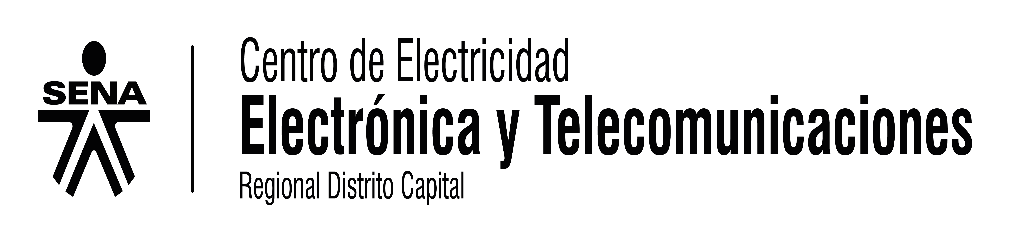 SENA
Centro de Electricidad
Electrónica y Telecomunicaciones
Regional Distrito Capital